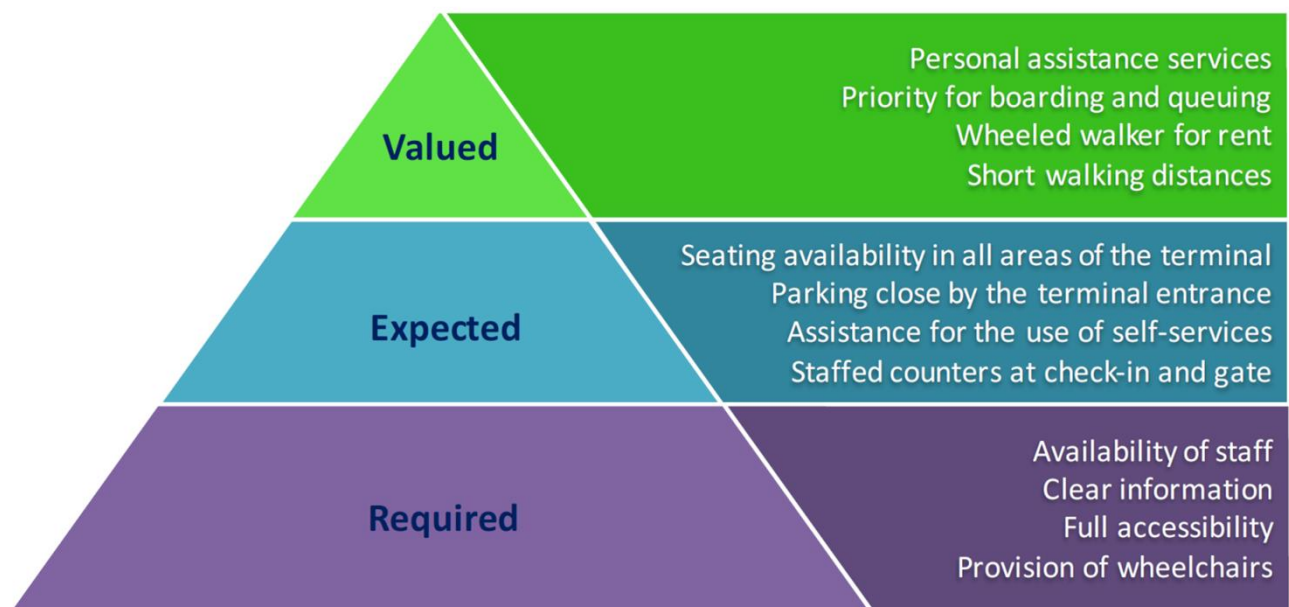 Valued
Personal assistance services
Priority for boarding and queuing
Wheeled walker for rent
Short walking distances
Expected
Seating availability in all areas of the terminal
Parking close by the terminal entrance
Assistance for the use of self-services
Staffed counters at check-in and gate
Required
Availability of staff
Clear information
Full accessibility
Provision of wheelchairs